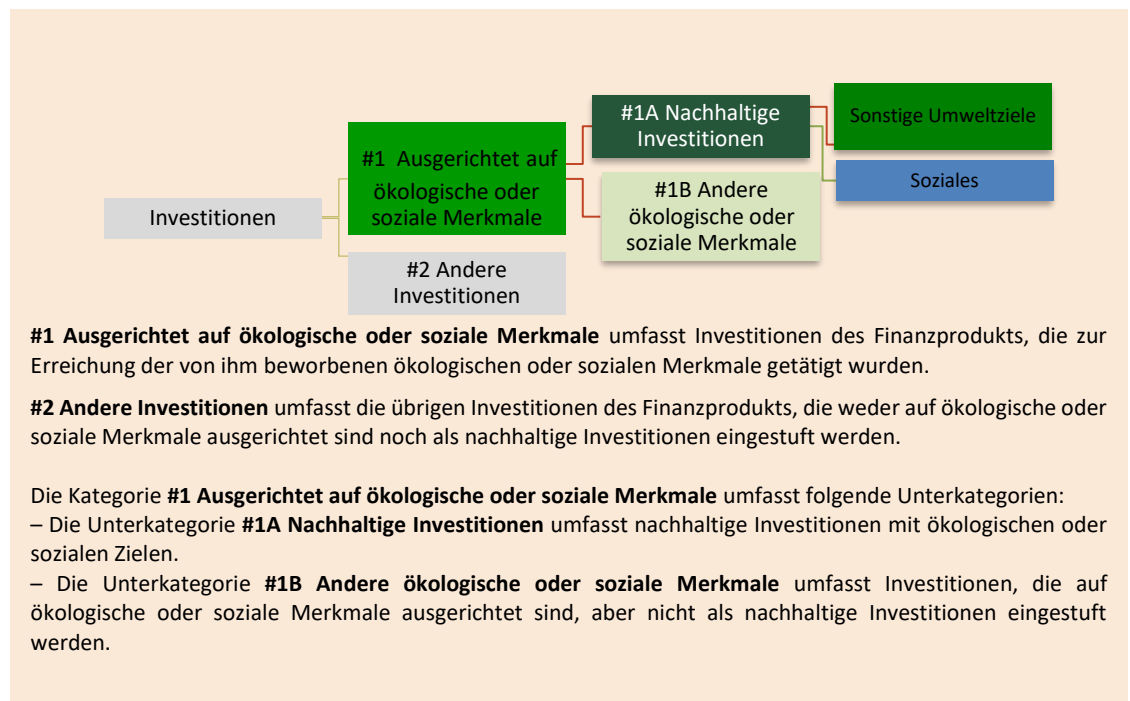 #1A Nachhaltige
Investitionen
Sonstige Umweltziele
#1 Ausgerichtet auf
ökologische oder
soziale Merkmale
Soziales
#1B Andere
ökologische oder
soziale Merkmale
Investitionen
#2 Andere
Investitionen
#1 Ausgerichtet auf ökologische oder soziale Merkmale umfasst Investitionen des Finanzprodukts, die zur
Erreichung der von ihm beworbenen ökologischen oder sozialen Merkmale getätigt wurden.
#2 Andere Investitionen umfasst die übrigen Investitionen des Finanzprodukts, die weder auf ökologische oder
soziale Merkmale ausgerichtet sind noch als nachhaltige Investitionen eingestuft werden.
Die Kategorie #1 Ausgerichtet auf ökologische oder soziale Merkmale umfasst folgende Unterkategorien:
– Die Unterkategorie #1A Nachhaltige Investitionen umfasst nachhaltige Investitionen mit ökologischen oder
sozialen Zielen.
– Die Unterkategorie #1B Andere ökologische oder soziale Merkmale umfasst Investitionen, die auf
ökologische oder soziale Merkmale ausgerichtet sind, aber nicht als nachhaltige Investitionen eingestuft
werden.